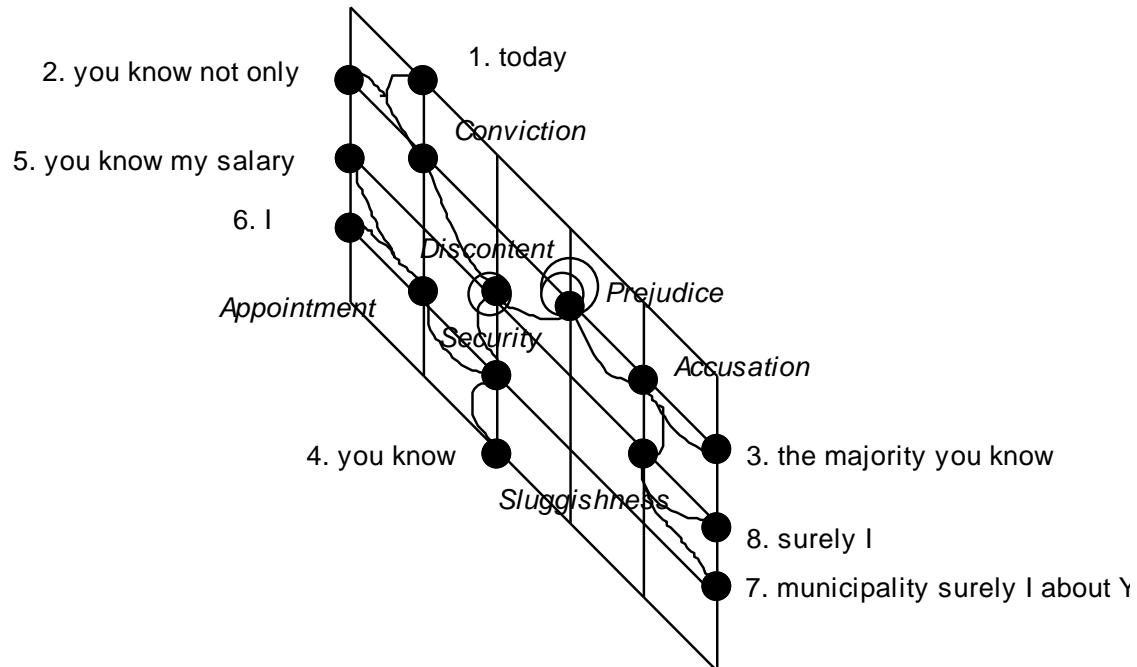 1. today
2. you know not only
Conviction
5. you know my salary
6. I
Discontent
Prejudice
Appointment
Security
Accusation
4. you know
3. the majority you know
Sluggishness
8. surely I
7. municipality surely I about Y